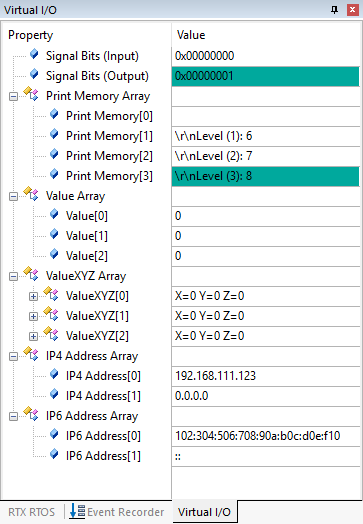 Virtual I/O
Property Value
Signal Bits (Input) 0x00000000
Signal Bits (Output) 0x00000001
Print Memory Array
Print Memory[0]
Print Memory[1] \r\nLevel (1): 6
Print Memory[2] \r\nLevel (2): 7
Print Memory[3] \r\nLevel (3): 8
Value Array
Value[0] 0
Value[1] 0
Value[2] 0
ValueXYZ Array
ValueXYZ[0] X=0 Y=0 Z=0
ValueXYZ[1] X=0 Y=0 Z=0
ValueXYZ[2] X=0 Y=0 Z=0
IP4 Address Array
IP4 Address[0] 192.168.111.123
IP4 Address[1] 0.0.0.0
IP6 Address Array
IP6 Address[0] 102:304:506:708:90a:b0c:d0e:f10
IP6 Address[1] ::
RTX RTOS Event Recorder Virtual I/O